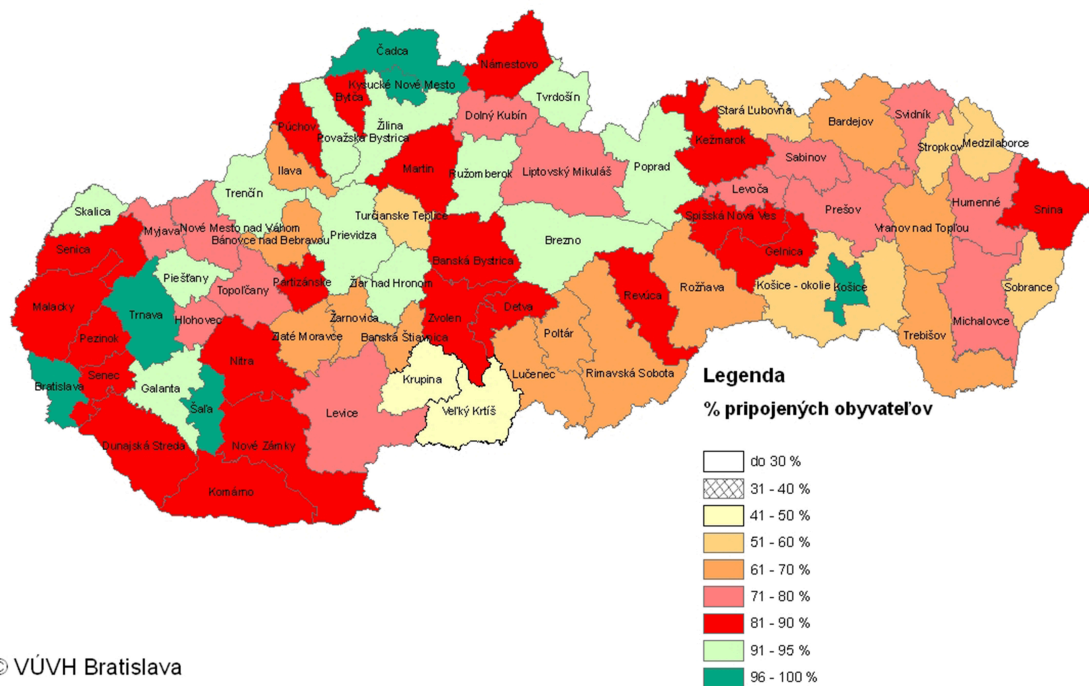 Čadca
Námestovo
Kysucké Nové Mesto
Bytča
Tvrdošín
Púchov
Žilina
Dolný Kubín
Považská Bystrica
Stará Ľubovňa
Bardejov
Svidník
Stropkov
Medzilaborce
Kežmarok
Sabinov
Ilava
Martin
Ružomberok
Liptovský Mikuláš
Poprad
Levoča
Prešov
Humenné
Snina
Trenčín
Skalica
Myjava
Nové Mesto nad Váhom
Turčianske Teplice
Spišská Nová Ves
Vranov nad Topľou
Bánovce nad Bebravou
Prievidza
Brezno
Senica
Banská Bystrica
Gelnica
Piešťany
Partizánske
Žiar nad Hronom
Revúca
Rožňava
Košice - okolie
Košice
Sobrance
Malacky
Topoľčany
Trnava
Hlohovec
Žarnovica
Zvolen
Detva
Michalovce
Pezinok
Zlaté Moravce
Banská Štiavnica
Poltár
Trebišov
Nitra
Bratislava
Senec
Galanta
Krupina
Lučenec
Rimavská Sobota
Šaľa
Levice
Veľký Krtíš
Dunajská Streda
Nové Zámky
Komárno
Legenda
% pripojených obyvateľov
do 30 %
31 - 40 %
41 - 50 %
51 - 60 %
61 - 70 %
71 - 80 %
81 - 90 %
91 - 95 %
96 - 100 %
© VÚVH Bratislava